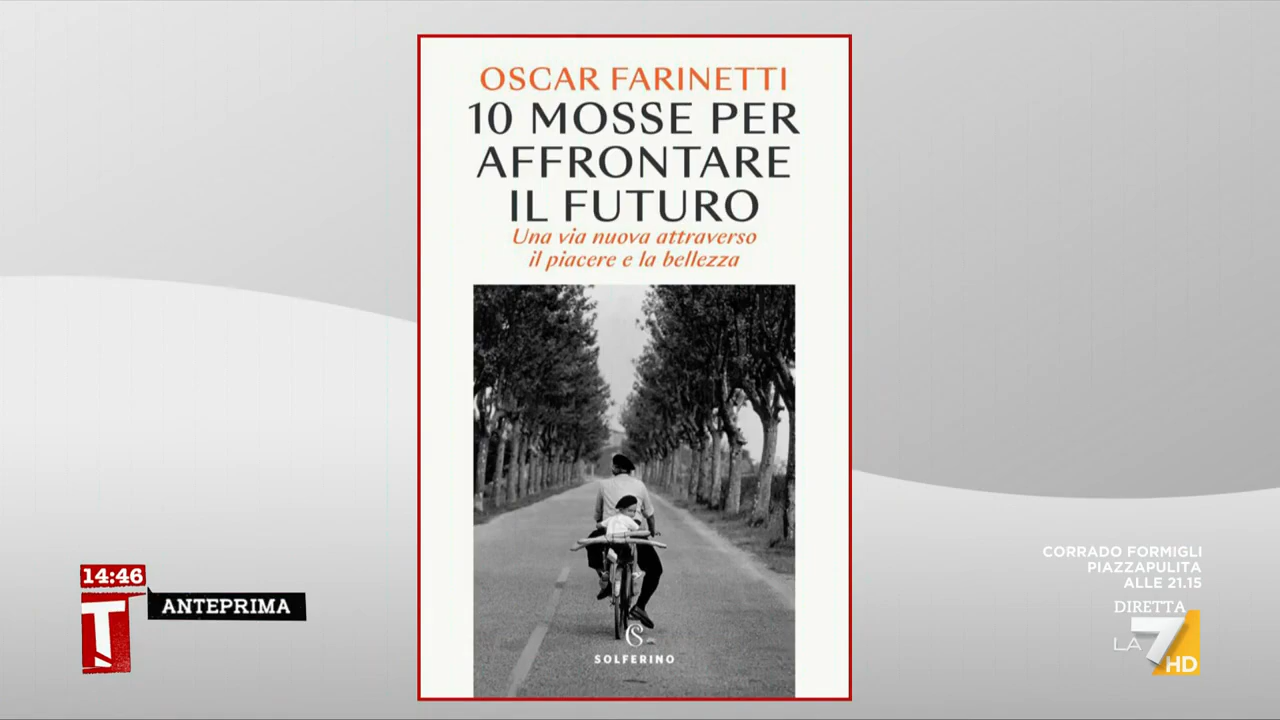 OSCAR FARINETTI
10 MOSSE PER
AFFRONTARE
IL FUTURO
Una via nuova attraverso
il piacere e la bellezza
SOLFERINO
14:46
T
ANTEPRIMA
CORRADO FORMIGLI
PIAZZAPULITA
ALLE 21.15
DIRETTA
LA7 HD